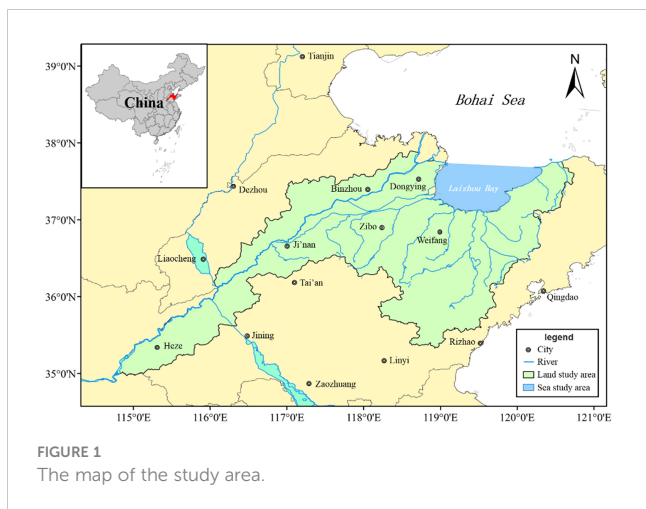 39°0'N
38°0'N
37°0'N
36°0'N
35°0'N
China
Tianjin
N
Bohai Sea
Dezhou
Binzhou
Dongying
Laizhou Bay
Zibo
Weifang
Ji'nan
Liaocheng
Tai'an
Qingdao
Heze
Jining
Rizhao
Linyi
Zaozhuang
legend
City
River
Land study area
Sea study area
115°0'E
116°0'E
117°0'E
118°0'E
119°0'E
120°0'E
121°0'E
FIGURE 1
The map of the study area.